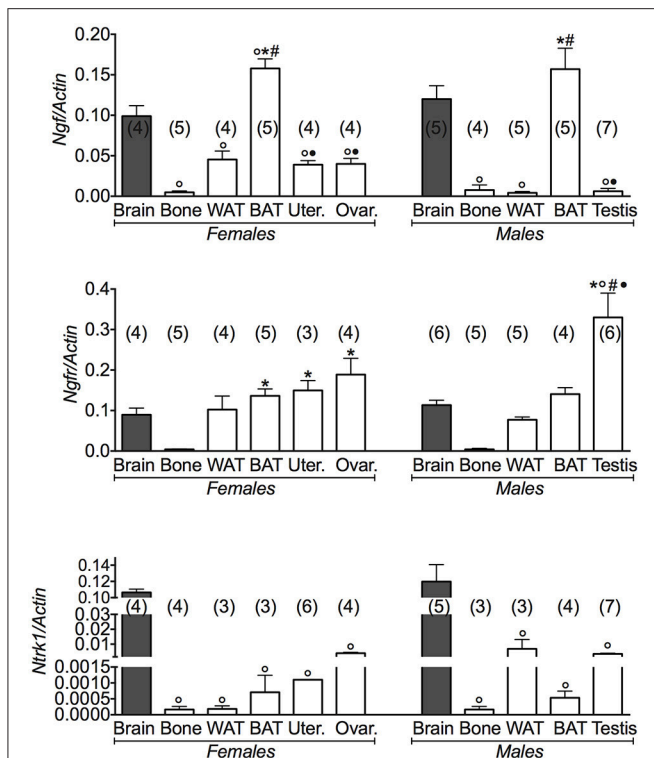 Ngf/Actin
0.20
0.15
0.10
0.05
0.00
○*# *#
(4) (5) (4) (5) (4) (4) (5) (4) (5) (5) (7)
○ ○ ○● ○● ○ ○ ○●
Brain Bone WAT BAT Uter. Ovar. Brain Bone WAT BAT Testis
Females Males
Ngfr/Actin
0.4
0.3
0.2
0.1
0.0
*○#●
(4) (5) (4) (5) (3) (4) (6) (5) (5) (4) (6)
* * *
Brain Bone WAT BAT Uter. Ovar. Brain Bone WAT BAT Testis
Females Males
Ntrk1/Actin
0.14
0.12
0.10
0.03
0.01
0.0015
0.0010
0.0005
0.0000
(4) (4) (3) (3) (6) (4) (5) (3) (3) (4) (7)
○ ○ ○ ○ ○ ○ ○ ○ ○
Brain Bone WAT BAT Uter. Ovar. Brain Bone WAT BAT Testis
Females Males